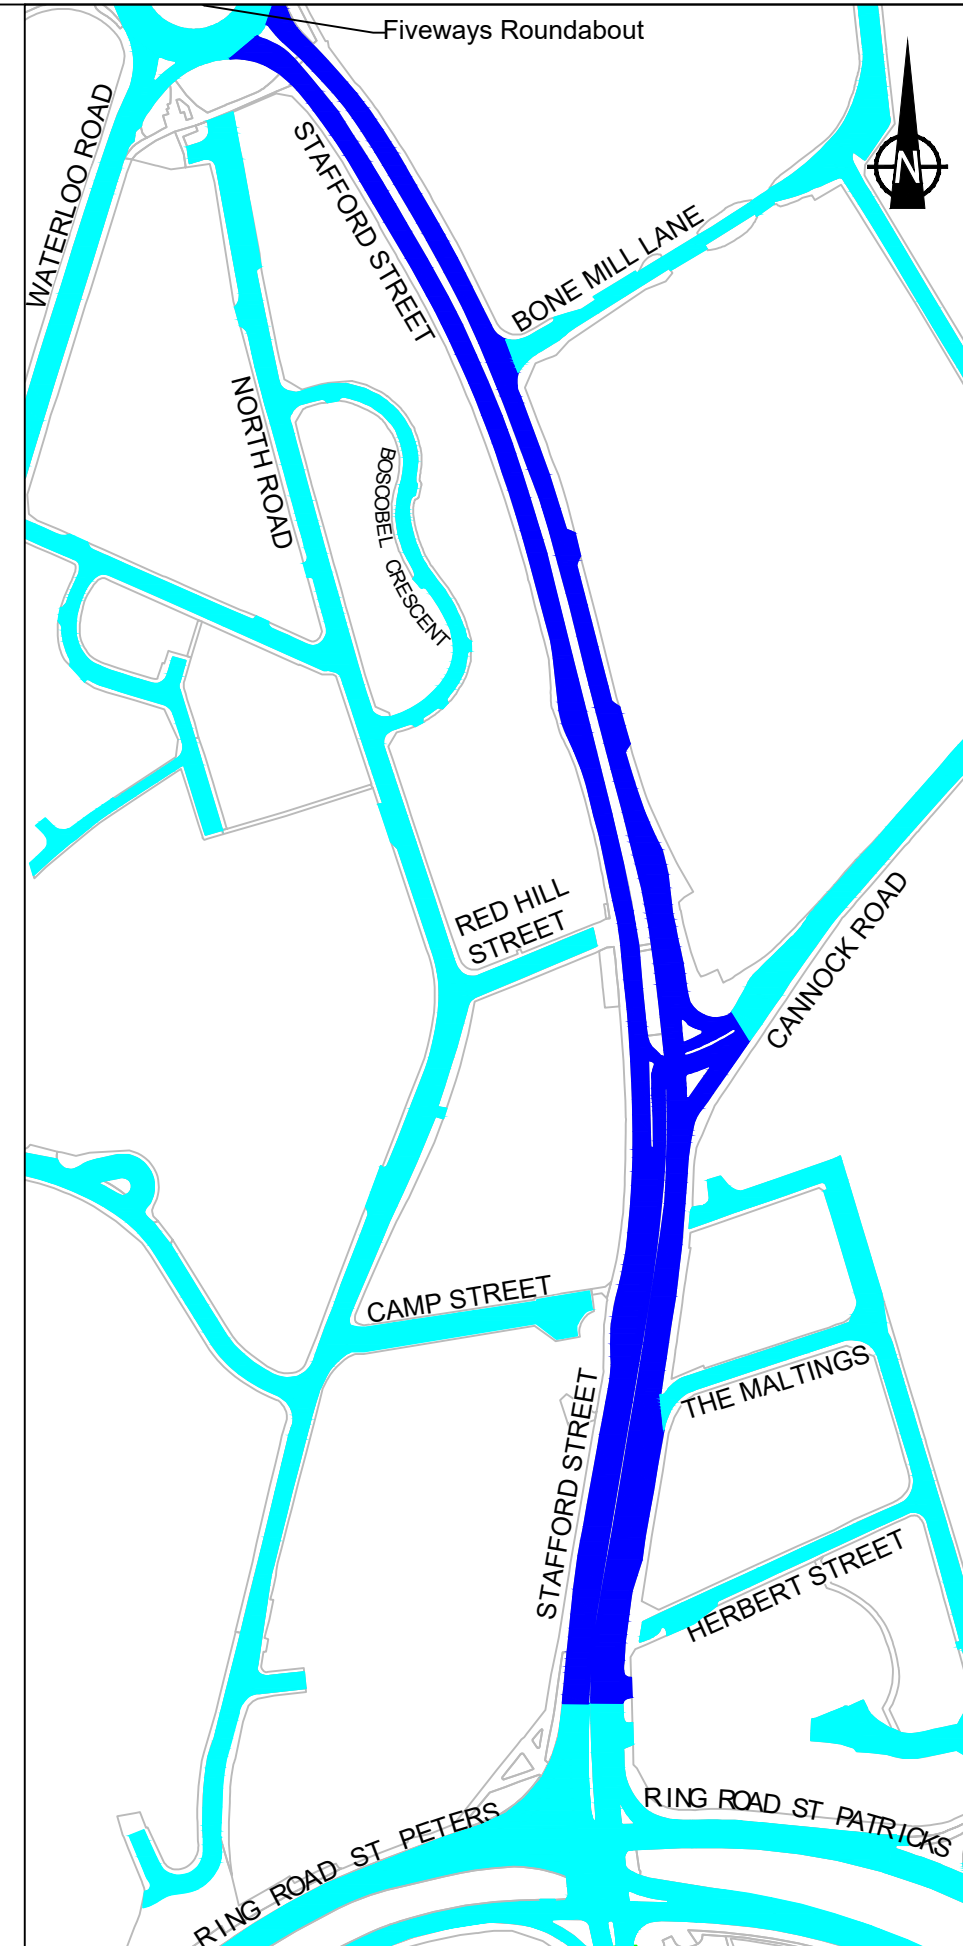 Fiveways Roundabout
WATERLOO ROAD
STAFFORD STREET
N
BONE MILL LANE
NORTH ROAD
BOSCOBEL CRESCENT
RED HILL
STREET
CANNOCK ROAD
CAMP STREET
THE MALTINGS
STAFFORD STREET
HERBERT STREET
RING ROAD ST PATRICKS
RING ROAD ST PETERS